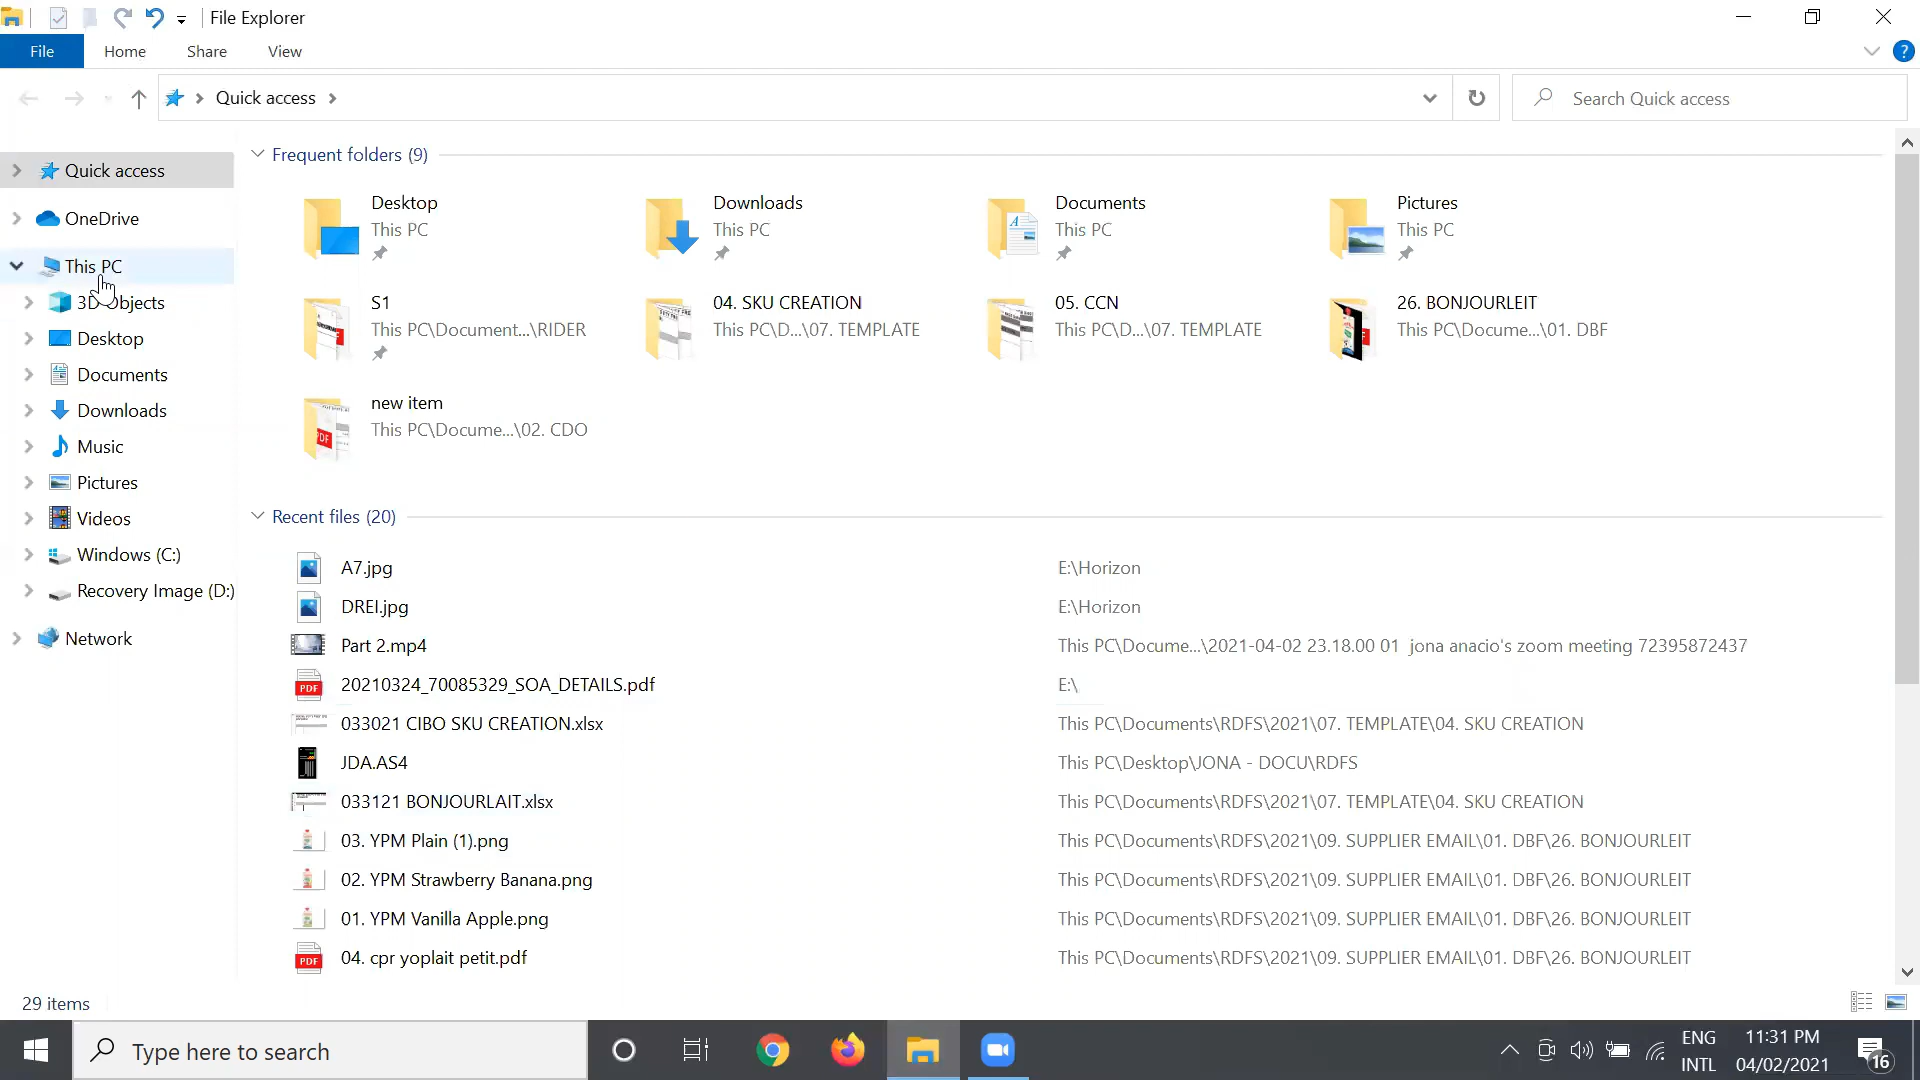 File Explorer
File Home Share View
?
Quick access
Search Quick access
Quick access
OneDrive
This PC
3D Objects
Desktop
Documents
Downloads
Music
Pictures
Videos
Windows (C:)
Recovery Image (D:)
Network
Frequent folders (9)
Desktop
This PC
Downloads
This PC
Documents
This PC
Pictures
This PC
S1
This PC\Document...\RIDER
04. SKU CREATION
This PC\D...\07. TEMPLATE
05. CCN
This PC\D...\07. TEMPLATE
26. BONJOURLEIT
This PC\Docume...\01. DBF
new item
This PC\Docume...\02. CDO
Recent files (20)
A7.jpg E:\Horizon
DREI.jpg E:\Horizon
Part 2.mp4 This PC\Docume...\2021-04-02 23.18.00 01 jona anacio's zoom meeting 72395872437
PDF 20210324_70085329_SOA_DETAILS.pdf E:\
033021 CIBO SKU CREATION.xlsx This PC\Documents\RDFS\2021\07. TEMPLATE\04. SKU CREATION
JDA.AS4 This PC\Desktop\JONA - DOCU\RDFS
033121 BONJOURLAIT.xlsx This PC\Documents\RDFS\2021\07. TEMPLATE\04. SKU CREATION
03. YPM Plain (1).png This PC\Documents\RDFS\2021\09. SUPPLIER EMAIL\01. DBF\26. BONJOURLEIT
02. YPM Strawberry Banana.png This PC\Documents\RDFS\2021\09. SUPPLIER EMAIL\01. DBF\26. BONJOURLEIT
01. YPM Vanilla Apple.png This PC\Documents\RDFS\2021\09. SUPPLIER EMAIL\01. DBF\26. BONJOURLEIT
PDF 04. cpr yoplait petit.pdf This PC\Documents\RDFS\2021\09. SUPPLIER EMAIL\01. DBF\26. BONJOURLEIT
29 items
Type here to search
ENG
INTL
11:31 PM
04/02/2021
16